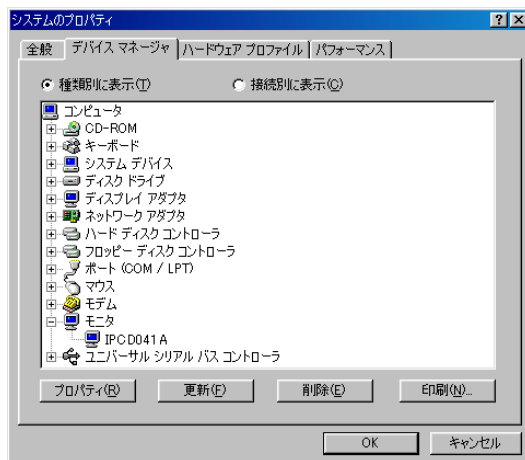 システムのプロパティ
全般 デバイス マネージャ ハードウェア プロファイル パフォーマンス
種類別に表示(T) 接続別に表示(C)
コンピュータ
CD-ROM
キーボード
システム デバイス
ディスク ドライブ
ディスプレイ アダプタ
ネットワーク アダプタ
ハード ディスク コントローラ
フロッピー ディスク コントローラ
ポート (COM / LPT)
マウス
モデム
モニタ
IPCD041A
ユニバーサル シリアル バス コントローラ
プロパティ(R) 更新(F) 削除(E) 印刷(N)...
OK キャンセル